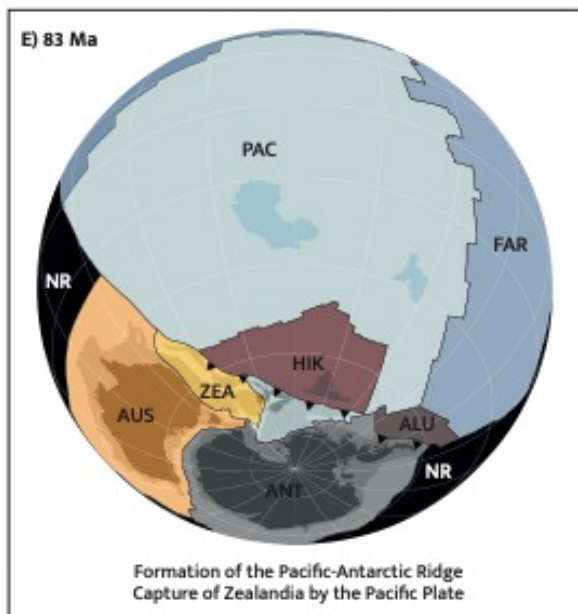 E) 83 Ma
PAC
FAR
NR
HIK
ZEA
AUS
ALU
NR
ANT
Formation of the Pacific-Antarctic Ridge
Capture of Zealandia by the Pacific Plate